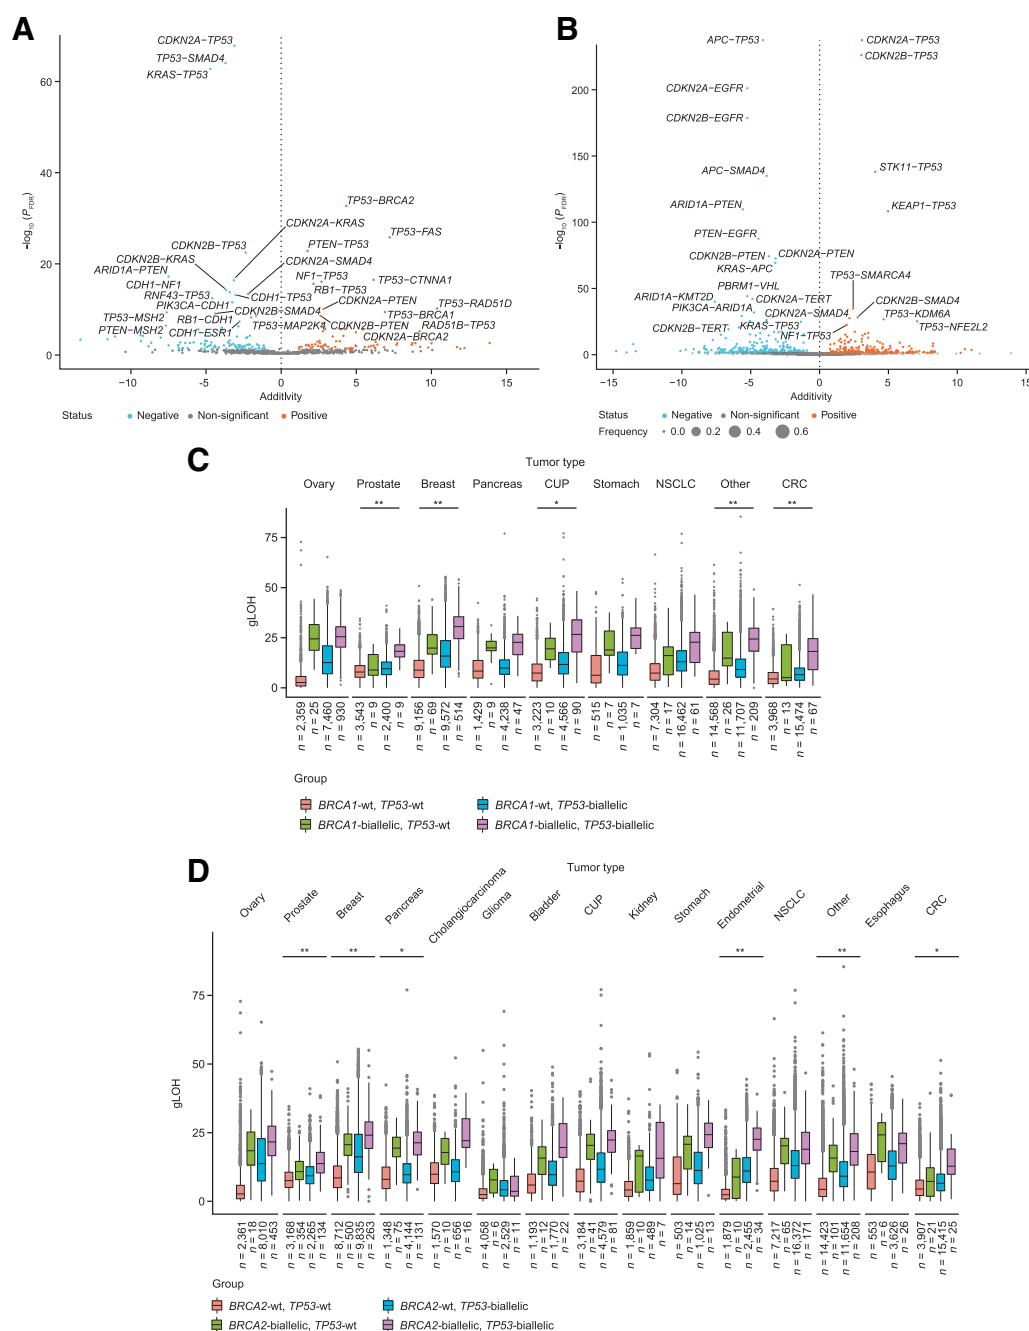 A
B
CDKN2A–TP53
TP53–SMAD4
KRAS–TP53
TP53–BRCA2
CDKN2A–KRAS
TP53–FAS
CDKN2B–TP53
PTEN–TP53
CDKN2B–KRAS
CDKN2A–SMAD4
ARID1A–PTEN
NF1–TP53
TP53–CTNNA1
CDH1–NF1
RB1–TP53
RNF43–TP53
CDH1–TP53
CDKN2A–PTEN
PIK3CA–CDH1
TP53–RAD51D
CDKN2B–SMAD4
TP53–MSH2
RB1–CDH1
TP53–BRCA1
PTEN–MSH2
CDH1–ESR1
TP53–MAP2K4
CDKN2B–PTEN
RAD51B–TP53
CDKN2A–BRCA2
60
40
20
0
–log10 (PFDR)
−10
-5
0
5
10
15
Additivity
Status
Negative
Non-significant
Positive
APC–TP53
CDKN2A–TP53
CDKN2B–TP53
CDKN2A–EGFR
CDKN2B–EGFR
APC–SMAD4
STK11–TP53
ARID1A–PTEN
KEAP1–TP53
PTEN–EGFR
CDKN2B–PTEN
CDKN2A–PTEN
KRAS–APC
TP53–SMARCA4
PBRM1–VHL
ARID1A–KMT2D
CDKN2A–TERT
CDKN2B–SMAD4
PIK3CA–ARID1A
CDKN2A–SMAD4
TP53–KDM6A
CDKN2B–TERT
KRAS–TP53
TP53–NFE2L2
NF1–TP53
200
150
100
50
0
–log10 (PFDR)
−15
−10
−5
0
5
10
15
Additivity
Status
Negative
Non-significant
Positive
Frequency
0.0
0.2
0.4
0.6
C
Tumor type
Ovary
Prostate
Breast
Pancreas
CUP
Stomach
NSCLC
Other
CRC
**
**
*
**
**
75
50
25
0
gLOH
n = 2,359
n = 25
n = 7,460
n = 930
n = 3,543
n = 9
n = 2,400
n = 9
n = 9,156
n = 69
n = 9,572
n = 514
n = 1,429
n = 9
n = 4,238
n = 47
n = 3,223
n = 10
n = 4,566
n = 90
n = 515
n = 7
n = 1,035
n = 7
n = 7,304
n = 17
n = 16,462
n = 61
n = 14,568
n = 26
n = 11,707
n = 209
n = 3,968
n = 13
n = 15,474
n = 67
Group
BRCA1-wt, TP53-wt
BRCA1-wt, TP53-biallelic
BRCA1-biallelic, TP53-wt
BRCA1-biallelic, TP53-biallelic
D
Tumor type
Ovary
Prostate
Breast
Pancreas
Cholangiocarcinoma
Glioma
Bladder
CUP
Kidney
Stomach
Endometrial
NSCLC
Other
Esophagus
CRC
**
**
*
**
**
*
75
50
25
0
gLOH
n = 2,361
n = 18
n = 8,010
n = 453
n = 3,168
n = 354
n = 2,265
n = 134
n = 8,712
n = 500
n = 9,835
n = 263
n = 1,348
n = 75
n = 4,144
n = 131
n = 1,570
n = 10
n = 656
n = 16
n = 4,058
n = 6
n = 2,529
n = 11
n = 1,193
n = 12
n = 1,770
n = 22
n = 3,184
n = 41
n = 4,579
n = 81
n = 1,859
n = 10
n = 489
n = 7
n = 503
n = 14
n = 1,025
n = 13
n = 1,879
n = 10
n = 2,455
n = 34
n = 7,217
n = 65
n = 16,372
n = 171
n = 14,423
n = 101
n = 11,654
n = 208
n = 553
n = 6
n = 3,626
n = 26
n = 3,907
n = 21
n = 15,415
n = 25
Group
BRCA2-wt, TP53-wt
BRCA2-wt, TP53-biallelic
BRCA2-biallelic, TP53-wt
BRCA2-biallelic, TP53-biallelic